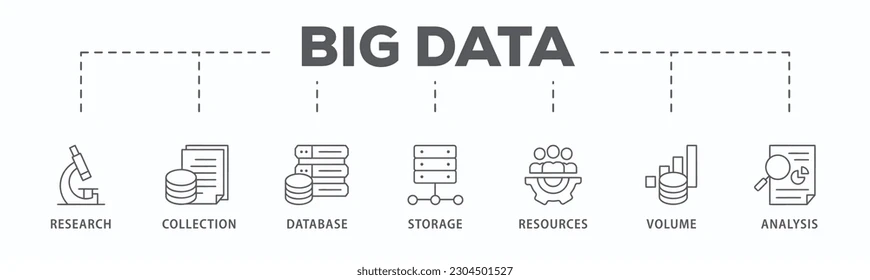 BIG DATA
RESEARCH COLLECTION DATABASE STORAGE RESOURCES VOLUME ANALYSIS
shutterstock.com · 2304501527